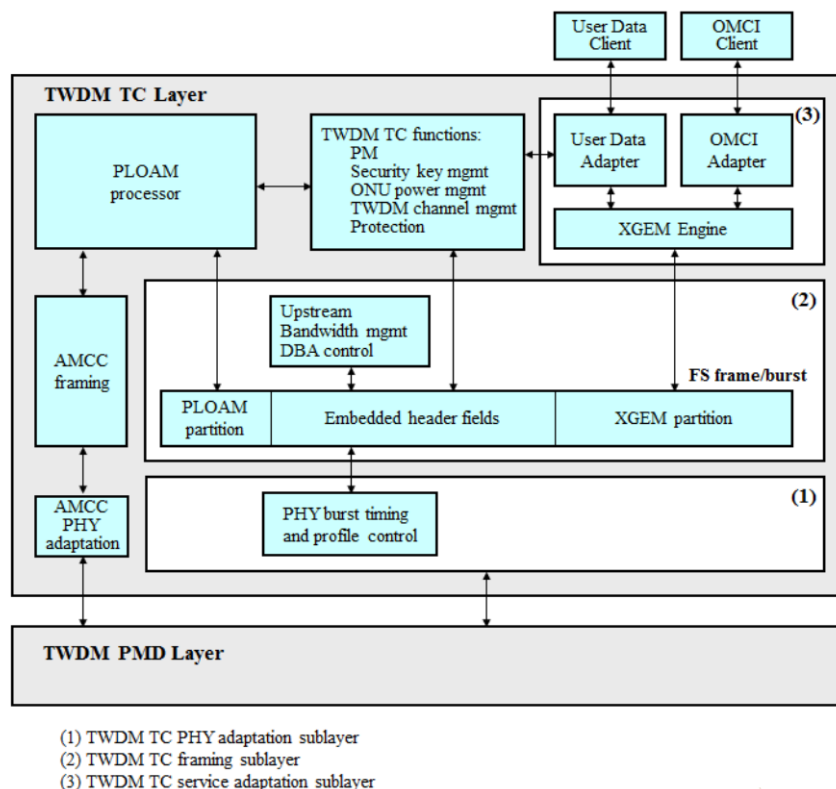 User Data
Client
OMCI
Client
TWDM TC Layer
(3)
PLOAM
processor
TWDM TC functions:
PM
Security key mgmt
ONU power mgmt
TWDM channel mgmt
Protection
User Data
Adapter
OMCI
Adapter
XGEM Engine
(2)
AMCC
framing
Upstream
Bandwidth mgmt
DBA control
FS frame/burst
PLOAM
partition
Embedded header fields
XGEM partition
(1)
AMCC
PHY
adaptation
PHY burst timing
and profile control
TWDM PMD Layer
(1) TWDM TC PHY adaptation sublayer
(2) TWDM TC framing sublayer
(3) TWDM TC service adaptation sublayer